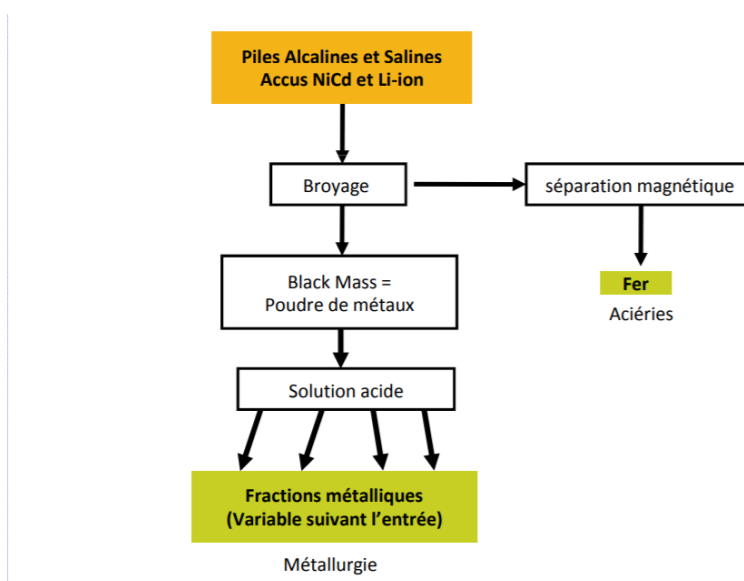 Piles Alcalines et Salines
Accus NiCd et Li-ion
Broyage
séparation magnétique
Black Mass =
Poudre de métaux
Fer
Aciéries
Solution acide
Fractions métalliques
(Variable suivant l'entrée)
Métallurgie